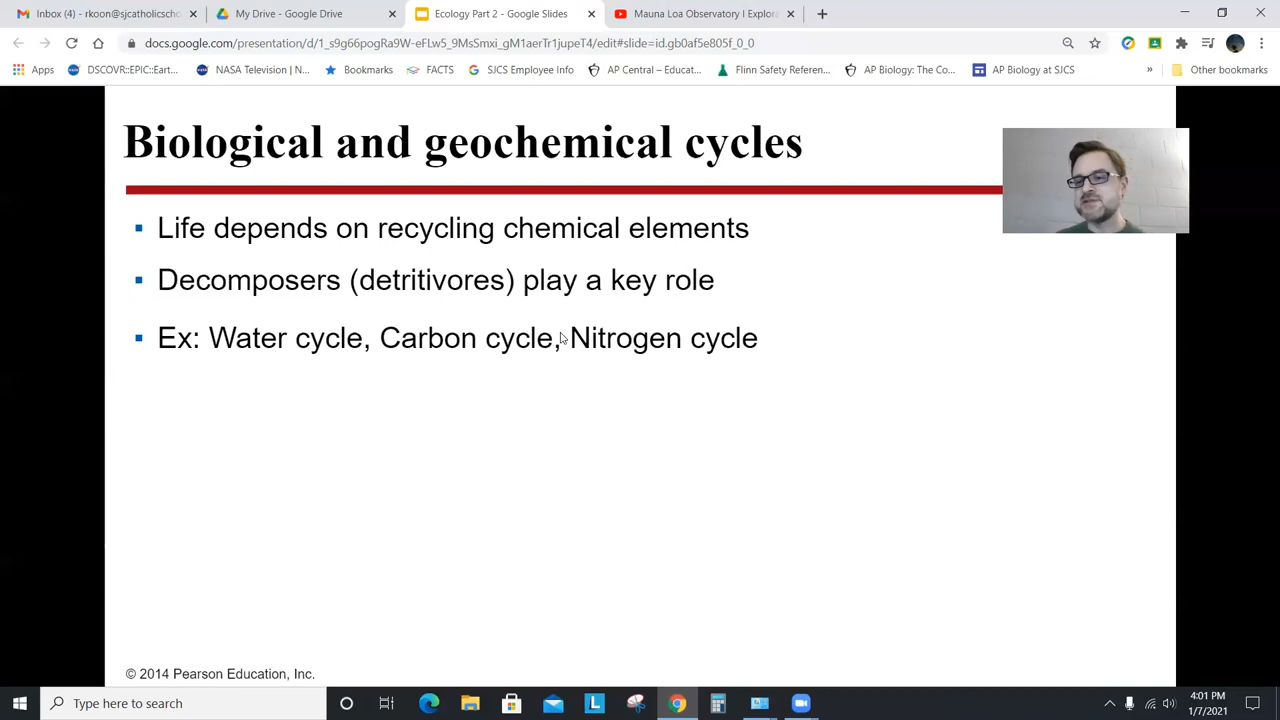 Inbox (4) - rkoon@sjcatholicscho
My Drive - Google Drive
Ecology Part 2 - Google Slides
Mauna Loa Observatory | Explora
docs.google.com/presentation/d/1_s9g66pogRa9W-eFLw5_9MsSpxi_gM1aerTr1jupeT4/edit#slide=id.gb0af5e805f_0_0
Apps
DSCOVR::EPIC::Eart...
NASA Television | N...
Bookmarks
FACTS
SJCS Employee Info
AP Central – Educat...
Flinn Safety Referen...
AP Biology: The Co...
AP Biology at SJCS
»
Other bookmarks
Biological and geochemical cycles
▪ Life depends on recycling chemical elements
▪ Decomposers (detritivores) play a key role
▪ Ex: Water cycle, Carbon cycle, Nitrogen cycle
© 2014 Pearson Education, Inc.
Type here to search
4:01 PM
1/7/2021